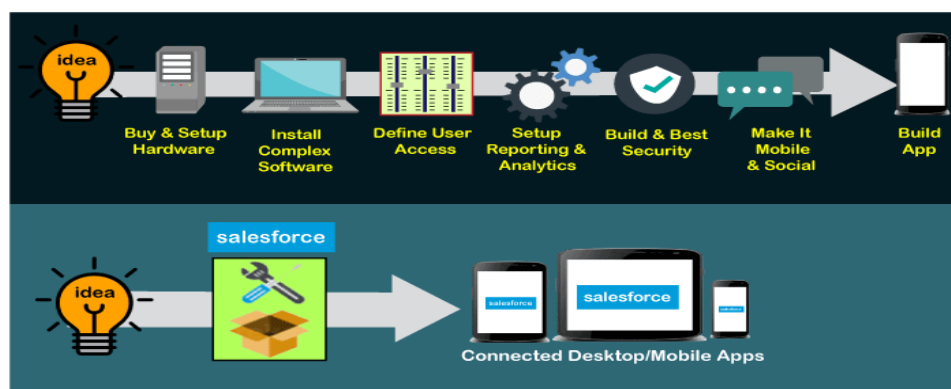 idea
Buy & Setup
Hardware
Install
Complex
Software
Define User
Access
Setup
Reporting &
Analytics
Build & Best
Security
Make It
Mobile
& Social
Build
App
salesforce
idea
salesforce
salesforce
Connected Desktop/Mobile Apps